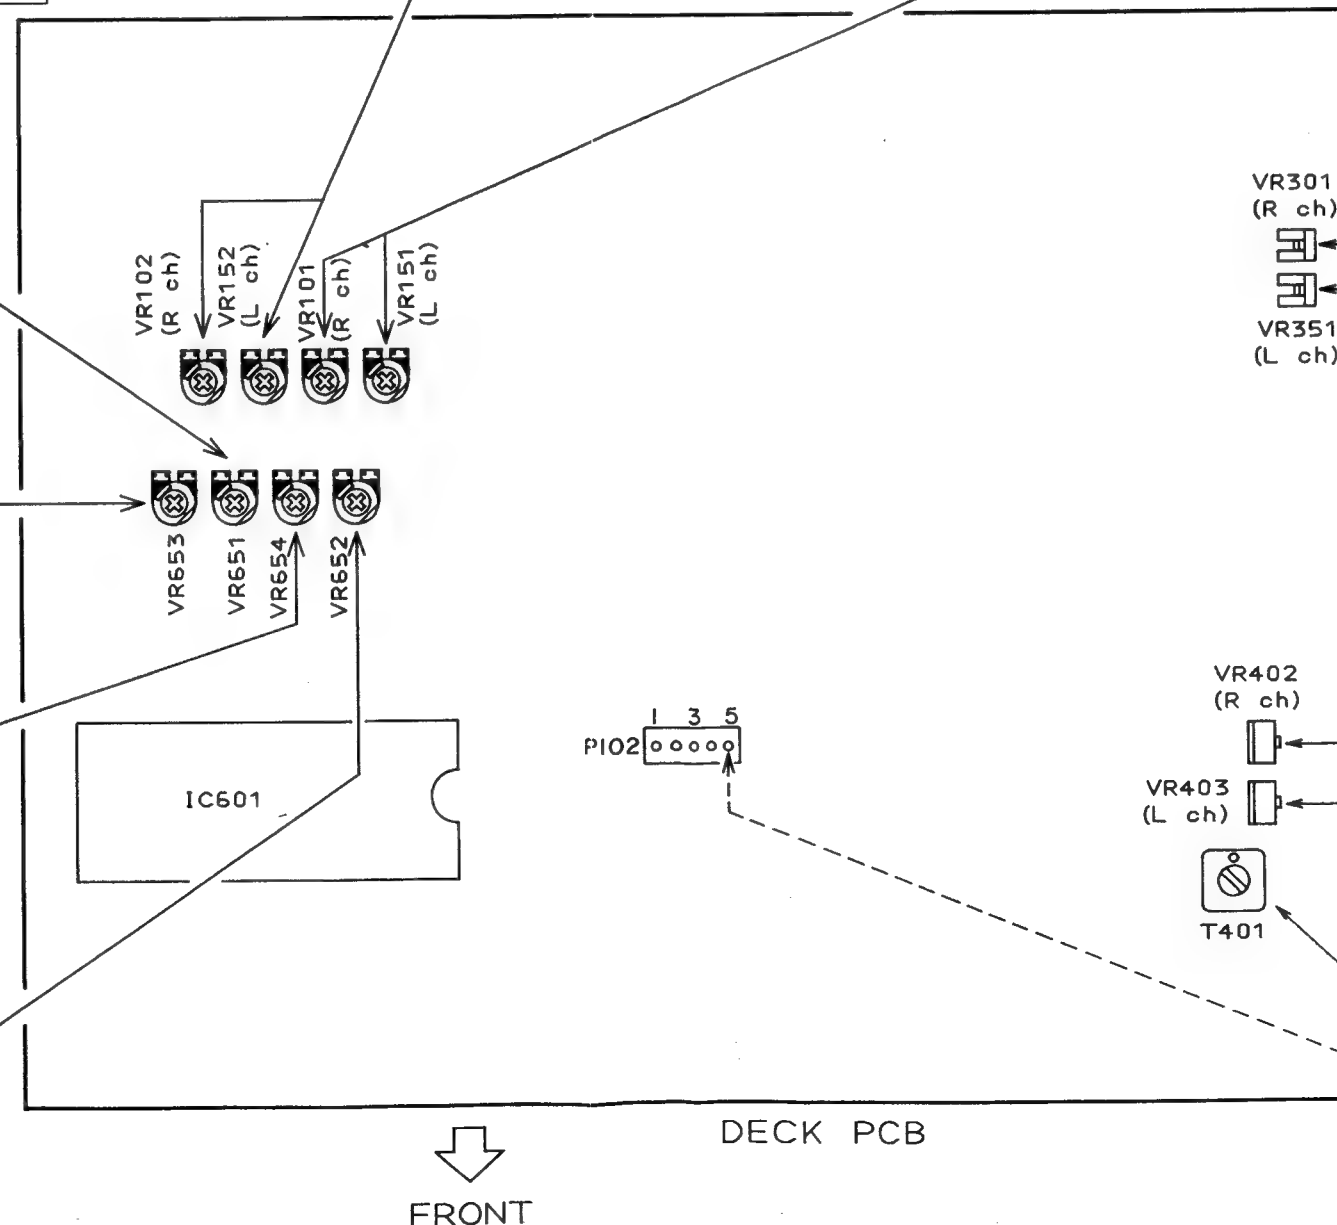 VR301
(R ch)
VR102
(R ch)
VR152
(L ch)
VR101
(R ch)
VR151
(L ch)
VR351
(L ch)
VR653
VR651
VR654
VR652
VR402
(R ch)
1 3 5
P102
VR403
(L ch)
IC601
T401
DECK PCB
FRONT